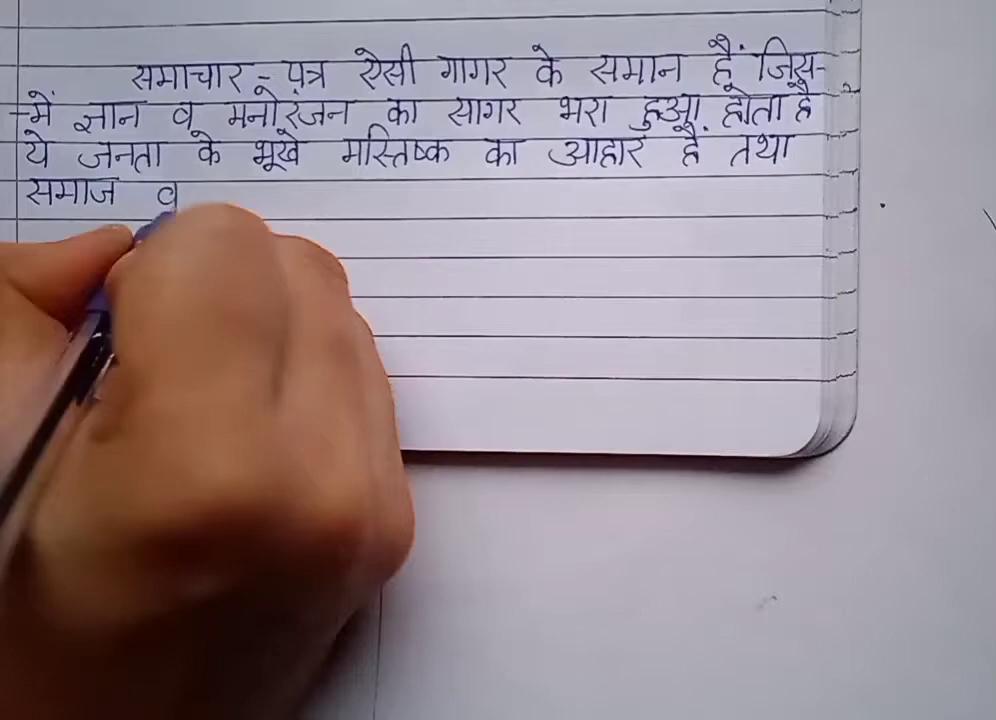 समाचार - पत्र ऐसी गागर के समान हैं जिस-
-में ज्ञान व मनोरंजन का सागर भरा हुआ होता है
ये जनता के भूखे मस्तिष्क का आहार हैं तथा
समाज व